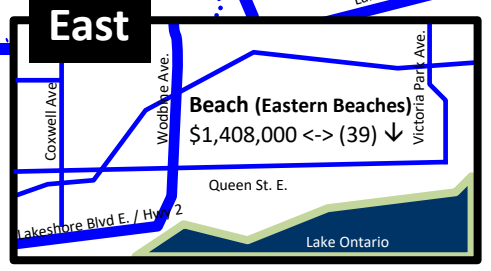 La
East
Coxwell Ave
Woodbine Ave.
Victoria Park Ave.
Beach (Eastern Beaches)
$1,408,000 <-> (39) ↓
Queen St. E.
Lakeshore Blvd E. / Hwy 2
Lake Ontario